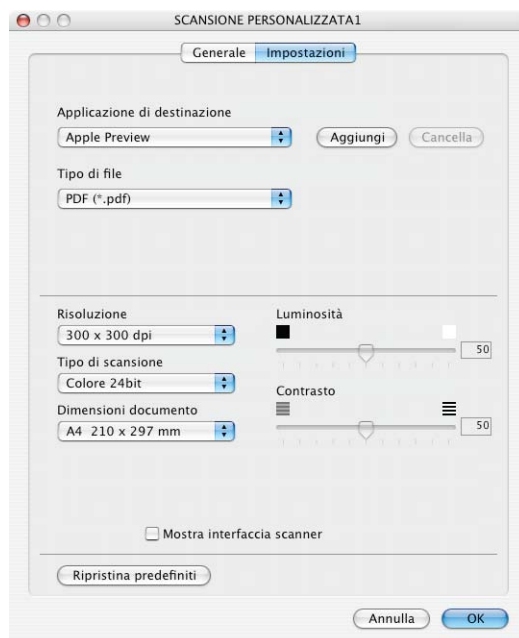 SCANSIONE PERSONALIZZATA1
Generale Impostazioni
Applicazione di destinazione
Apple Preview Aggiungi Cancella
Tipo di file
PDF (*.pdf)
Risoluzione Luminosità
300 x 300 dpi 50
Tipo di scansione
Colore 24bit Contrasto
Dimensioni documento
A4 210 x 297 mm 50
Mostra interfaccia scanner
Ripristina predefiniti
Annulla OK